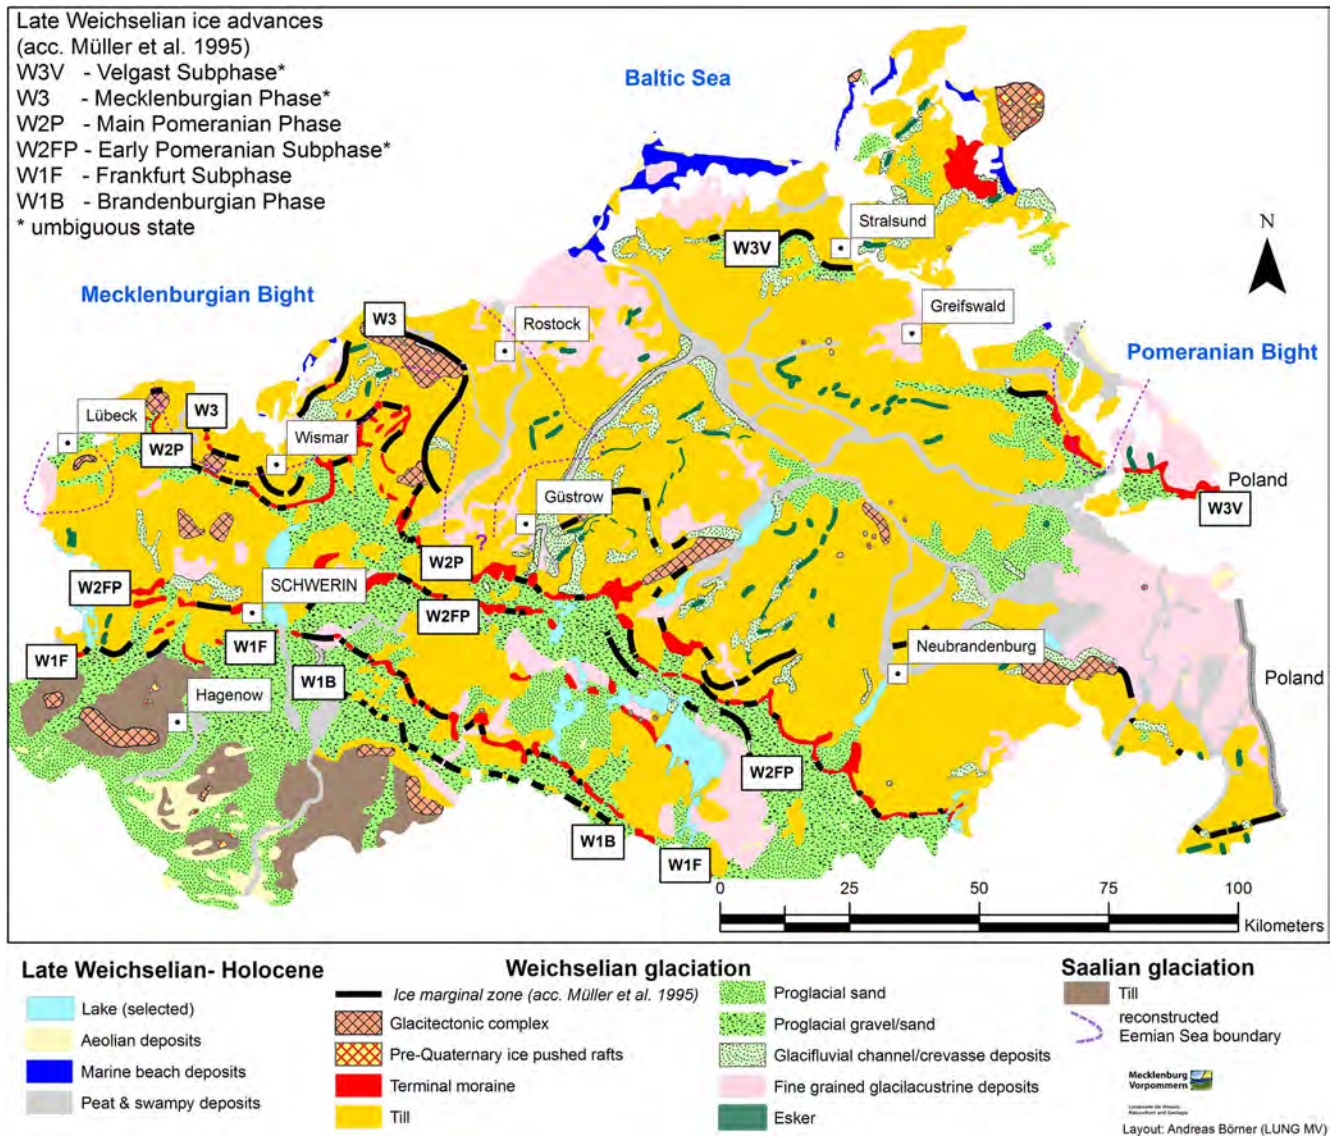 Late Weichselian ice advances
(acc. Müller et al. 1995)
W3V - Velgast Subphase*
W3 - Mecklenburgian Phase*
W2P - Main Pomeranian Phase
W2FP - Early Pomeranian Subphase*
W1F - Frankfurt Subphase
W1B - Brandenburgian Phase
* umbiguous state
Baltic Sea
Stralsund
W3V
N
Mecklenburgian Bight
W3
Rostock
Greifswald
Pomeranian Bight
Lübeck
W3
W2P
Wismar
Güstrow
Poland
W3V
?
W2P
W2FP
SCHWERIN
W2FP
W1F
W1F
Neubrandenburg
W1B
Hagenow
Poland
W2FP
W1B
W1F
0 25 50 75 100
Kilometers
Late Weichselian- Holocene
Lake (selected)
Aeolian deposits
Marine beach deposits
Peat & swampy deposits
Weichselian glaciation
Ice marginal zone (acc. Müller et al. 1995)
Glacitectonic complex
Pre-Quaternary ice pushed rafts
Terminal moraine
Till
Proglacial sand
Proglacial gravel/sand
Glacifluvial channel/crevasse deposits
Fine grained glacilacustrine deposits
Esker
Saalian glaciation
Till
reconstructed
Eemian Sea boundary
Mecklenburg
Vorpommern
Layout: Andreas Börner (LUNG MV)